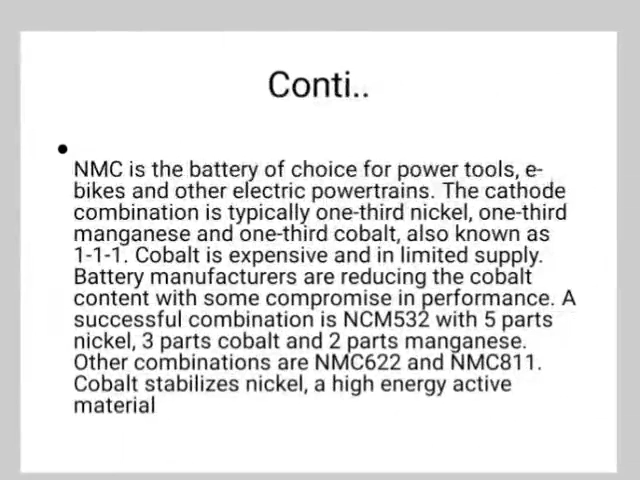 Conti..
• NMC is the battery of choice for power tools, e-
bikes and other electric powertrains. The cathode
combination is typically one-third nickel, one-third
manganese and one-third cobalt, also known as
1-1-1. Cobalt is expensive and in limited supply.
Battery manufacturers are reducing the cobalt
content with some compromise in performance. A
successful combination is NCM532 with 5 parts
nickel, 3 parts cobalt and 2 parts manganese.
Other combinations are NMC622 and NMC811.
Cobalt stabilizes nickel, a high energy active
material